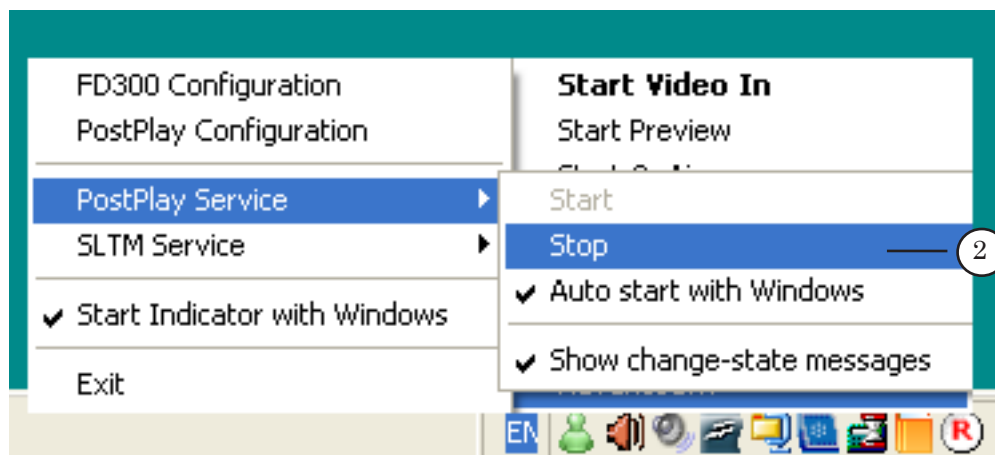 FD300 Configuration
PostPlay Configuration
PostPlay Service
SLTM Service
Start Indicator with Windows
Exit
Start Video In
Start Preview
Start
Stop
2
Auto start with Windows
Show change-state messages
EN
R